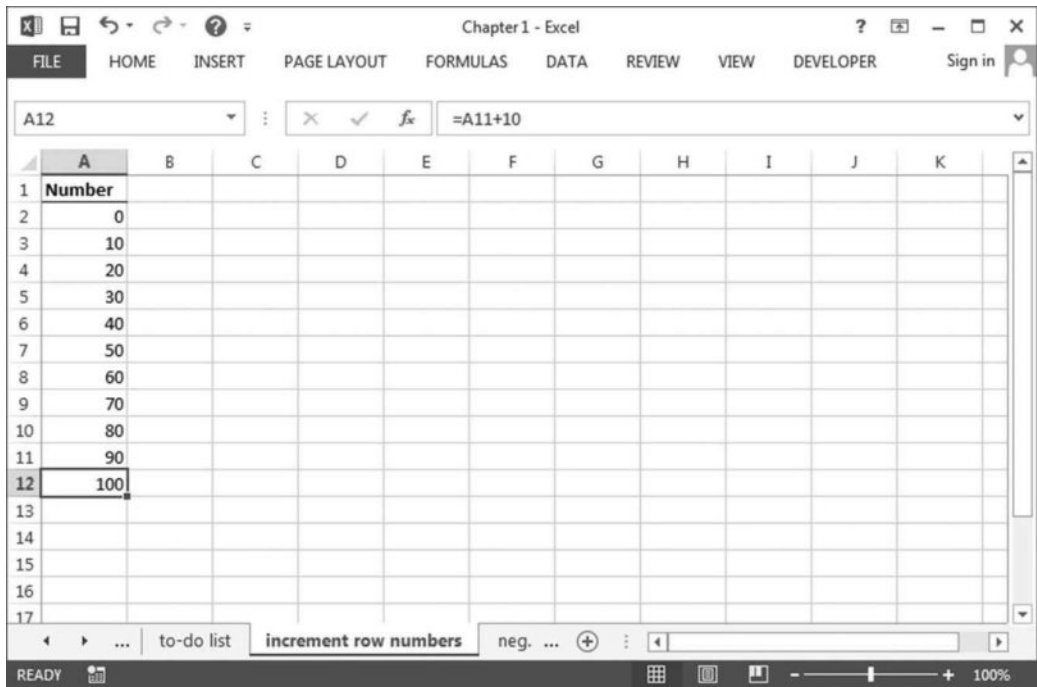 Chapter 1 - Excel ?
FILE HOME INSERT PAGE LAYOUT FORMULAS DATA REVIEW VIEW DEVELOPER Sign in
A12 fx =A11+10
A B C D E F G H I J K
1 Number
2 0
3 10
4 20
5 30
6 40
7 50
8 60
9 70
10 80
11 90
12 100
13
14
15
16
17
... to-do list increment row numbers neg. ...
READY 100%